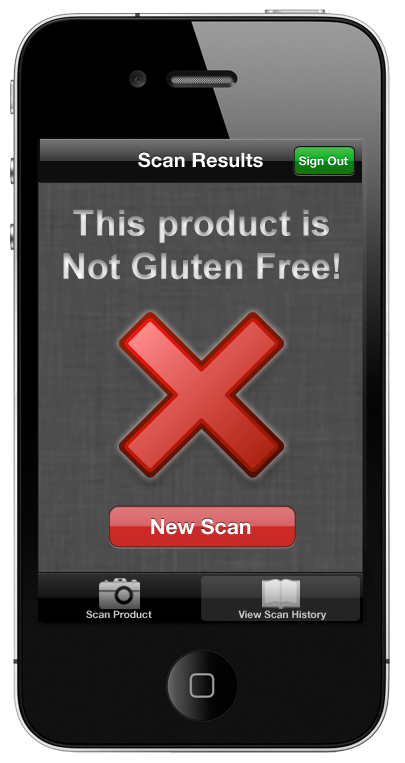 Scan Results
Sign Out
This product is
Not Gluten Free!
New Scan
Scan Product
View Scan History